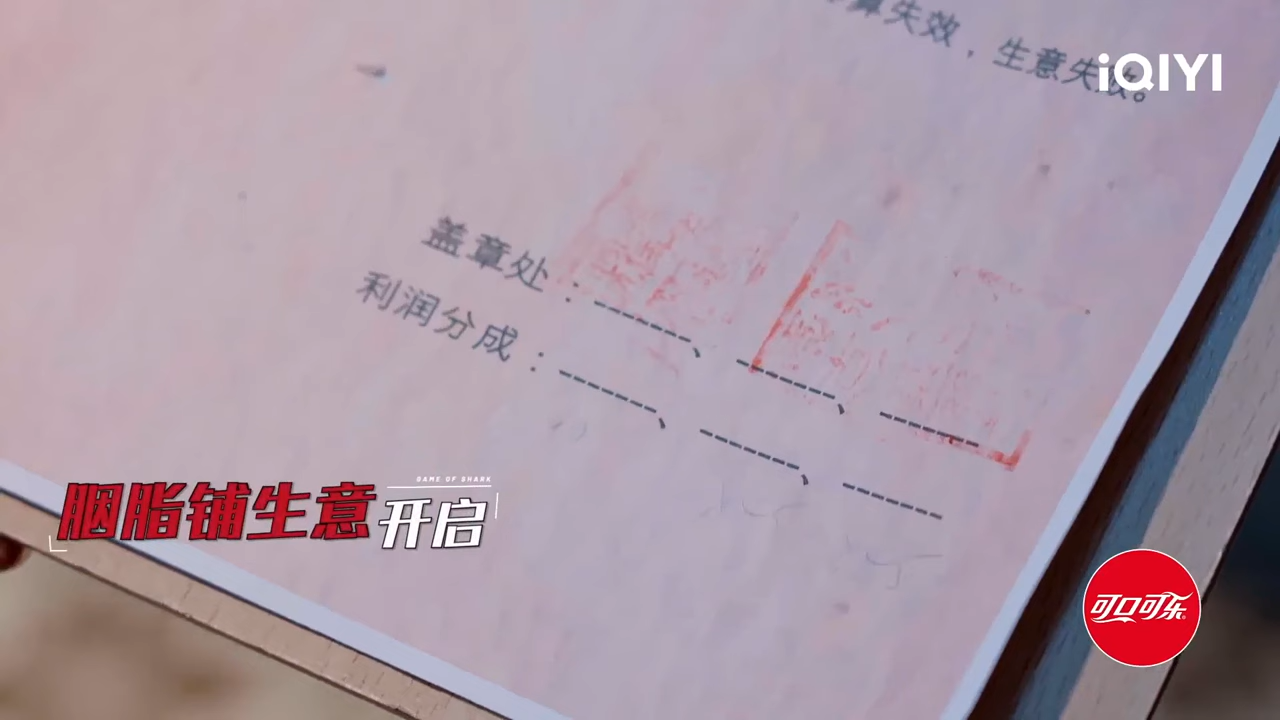 算失效，生意失败。
iQIYI
盖章处：、、
利润分成：、、
GAME OF SHARK
胭脂铺生意开启
可口可乐